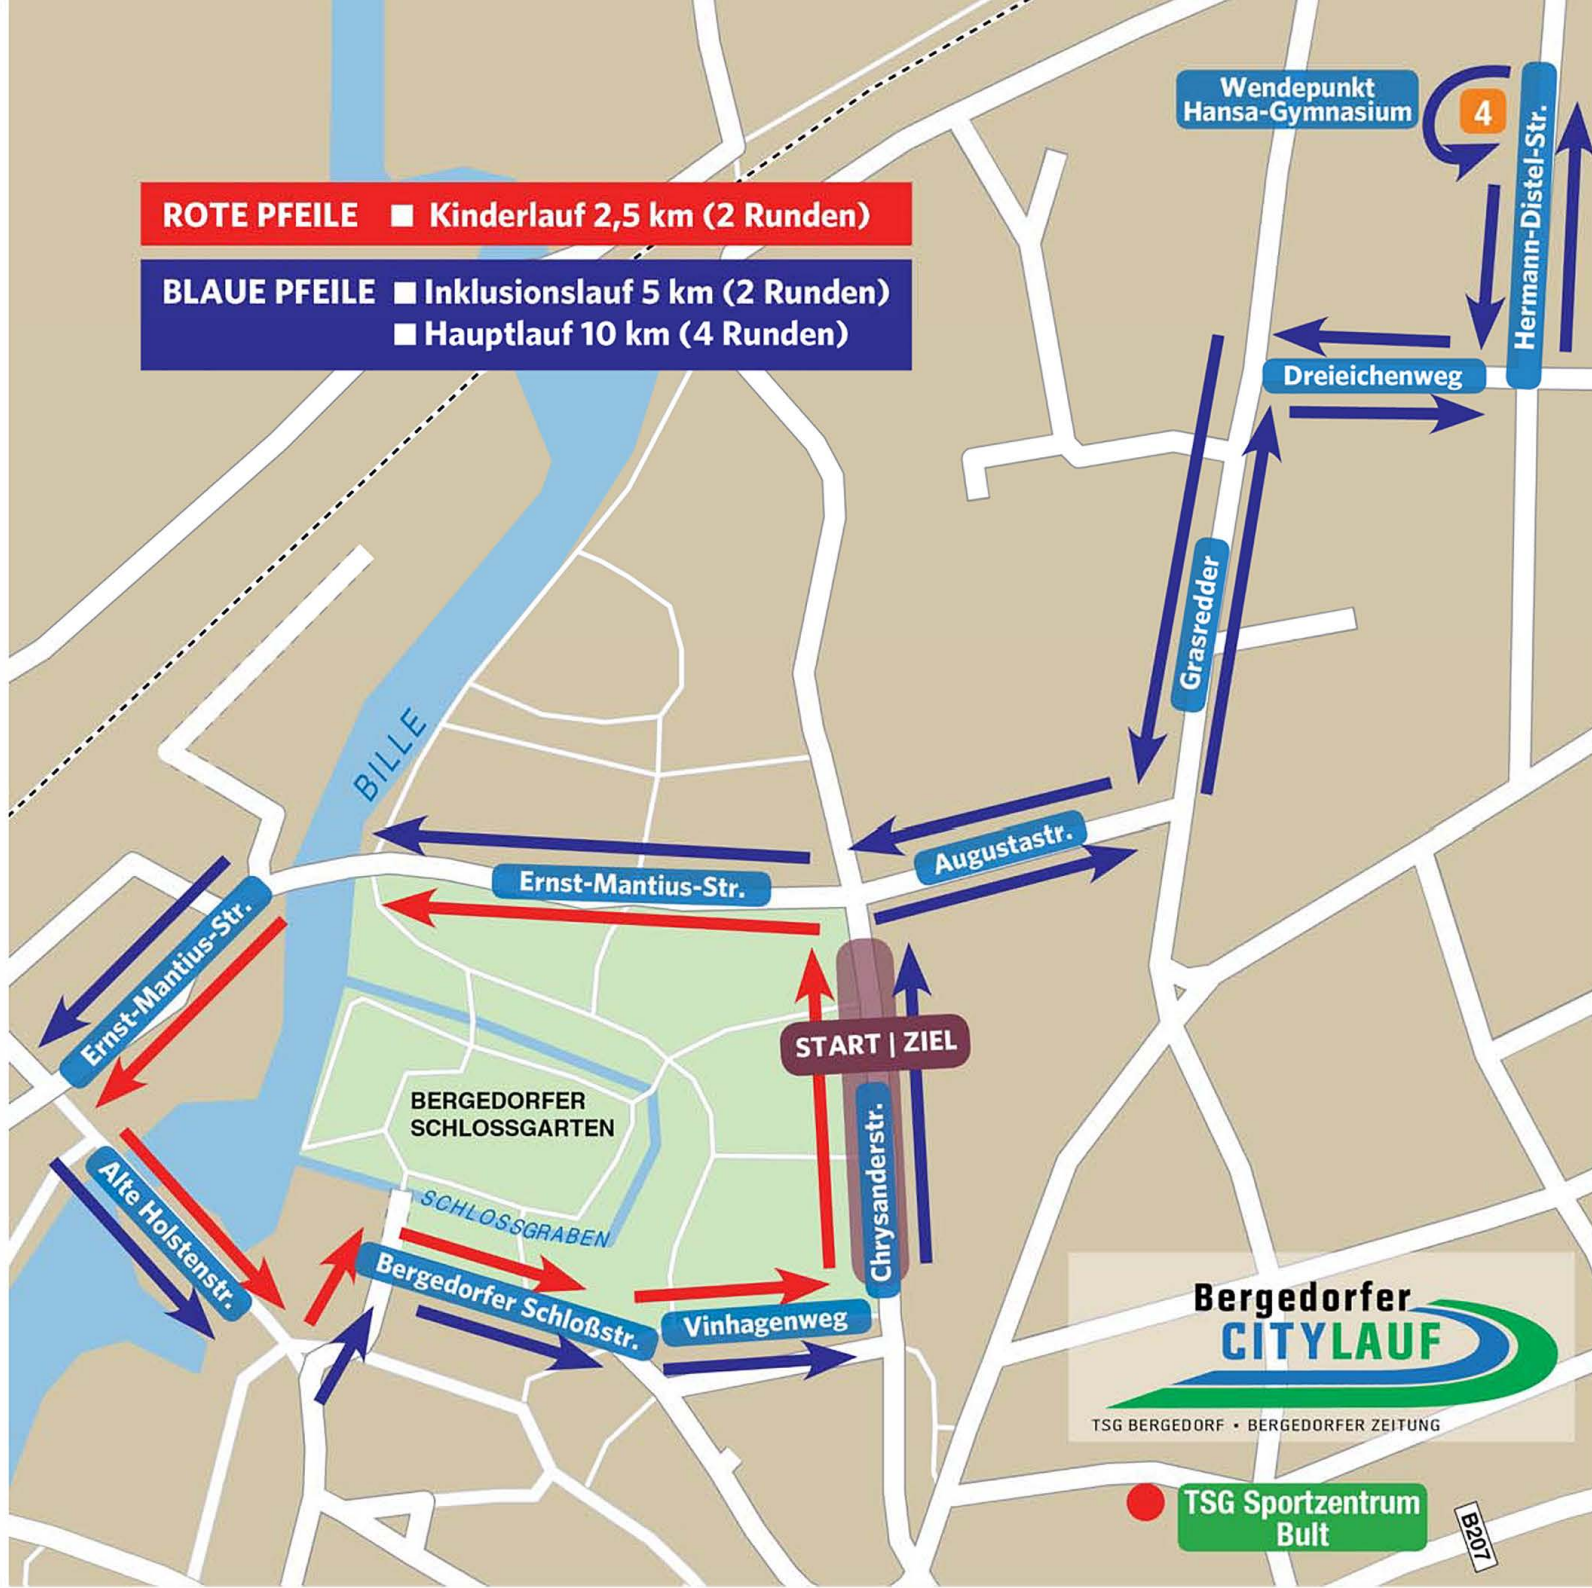 Wendepunkt
Hansa-Gymnasium
4
Hermann-Distel-Str.
ROTE PFEILE Kinderlauf 2,5 km (2 Runden)
BLAUE PFEILE Inklusionslauf 5 km (2 Runden)
Hauptlauf 10 km (4 Runden)
Dreieichenweg
Grasredder
BILLE
Augustastr.
Ernst-Mantius-Str.
Ernst-Mantius-Str.
START | ZIEL
BERGEDORFER
SCHLOSSGARTEN
Chrysanderstr.
Alte Holstenstr.
SCHLOSSGRABEN
Bergedorfer Schloßstr.
Vinhagenweg
Bergedorfer
CITYLAUF
TSG BERGEDORF • BERGEDORFER ZEITUNG
TSG Sportzentrum
Bult
B207